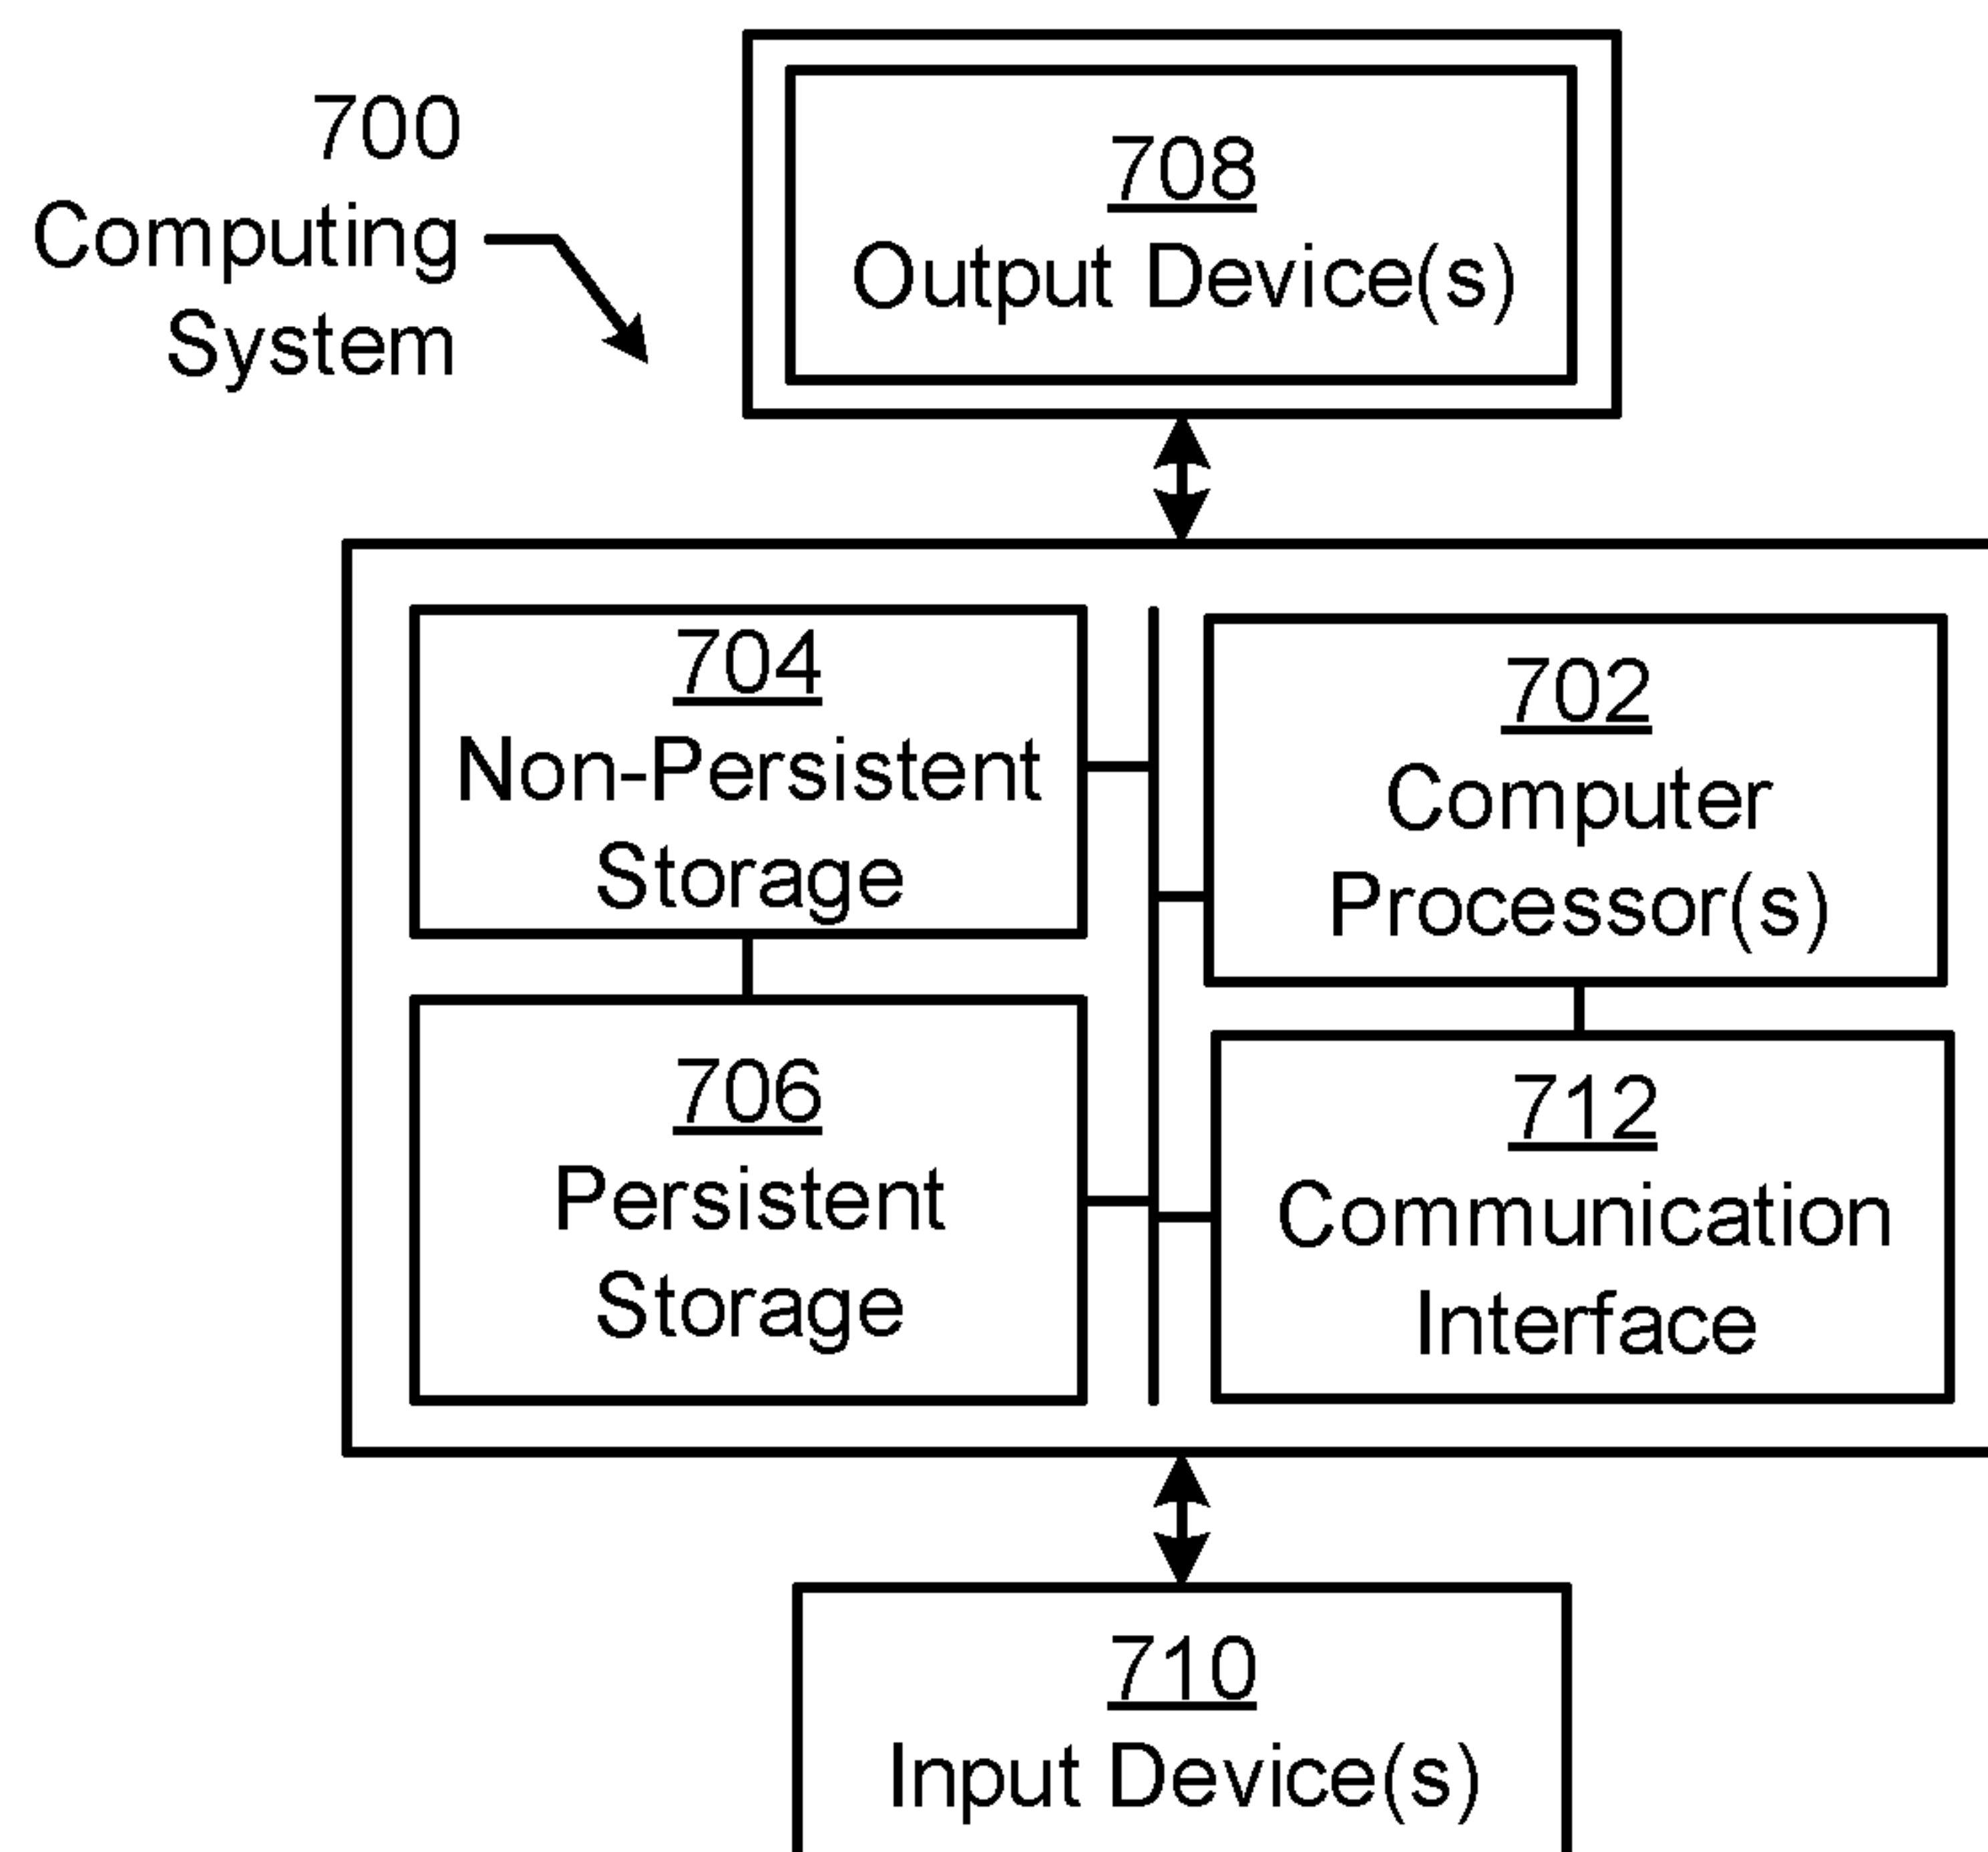 700
Computing
System
708
Output Device(s)
704
Non-Persistent
Storage
702
Computer
Processor(s)
706
Persistent
Storage
712
Communication
Interface
710
Input Device(s)